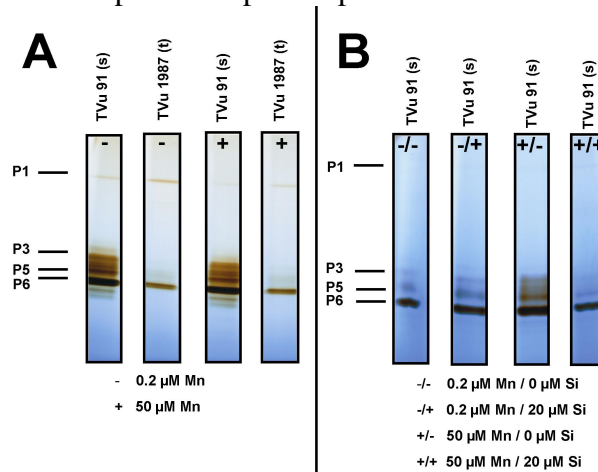 A
B
TVu 91 (s)
TVu 1987 (t)
TVu 91 (s)
TVu 1987 (t)
TVu 91 (s)
TVu 91 (s)
TVu 91 (s)
TVu 91 (s)
- - + +
-/- -/+ +/- +/+
P1
P3
P5
P6
P1
P3
P5
P6
- 0.2 µM Mn
+ 50 µM Mn
-/- 0.2 µM Mn / 0 µM Si
-/+ 0.2 µM Mn / 20 µM Si
+/- 50 µM Mn / 0 µM Si
+/+ 50 µM Mn / 20 µM Si